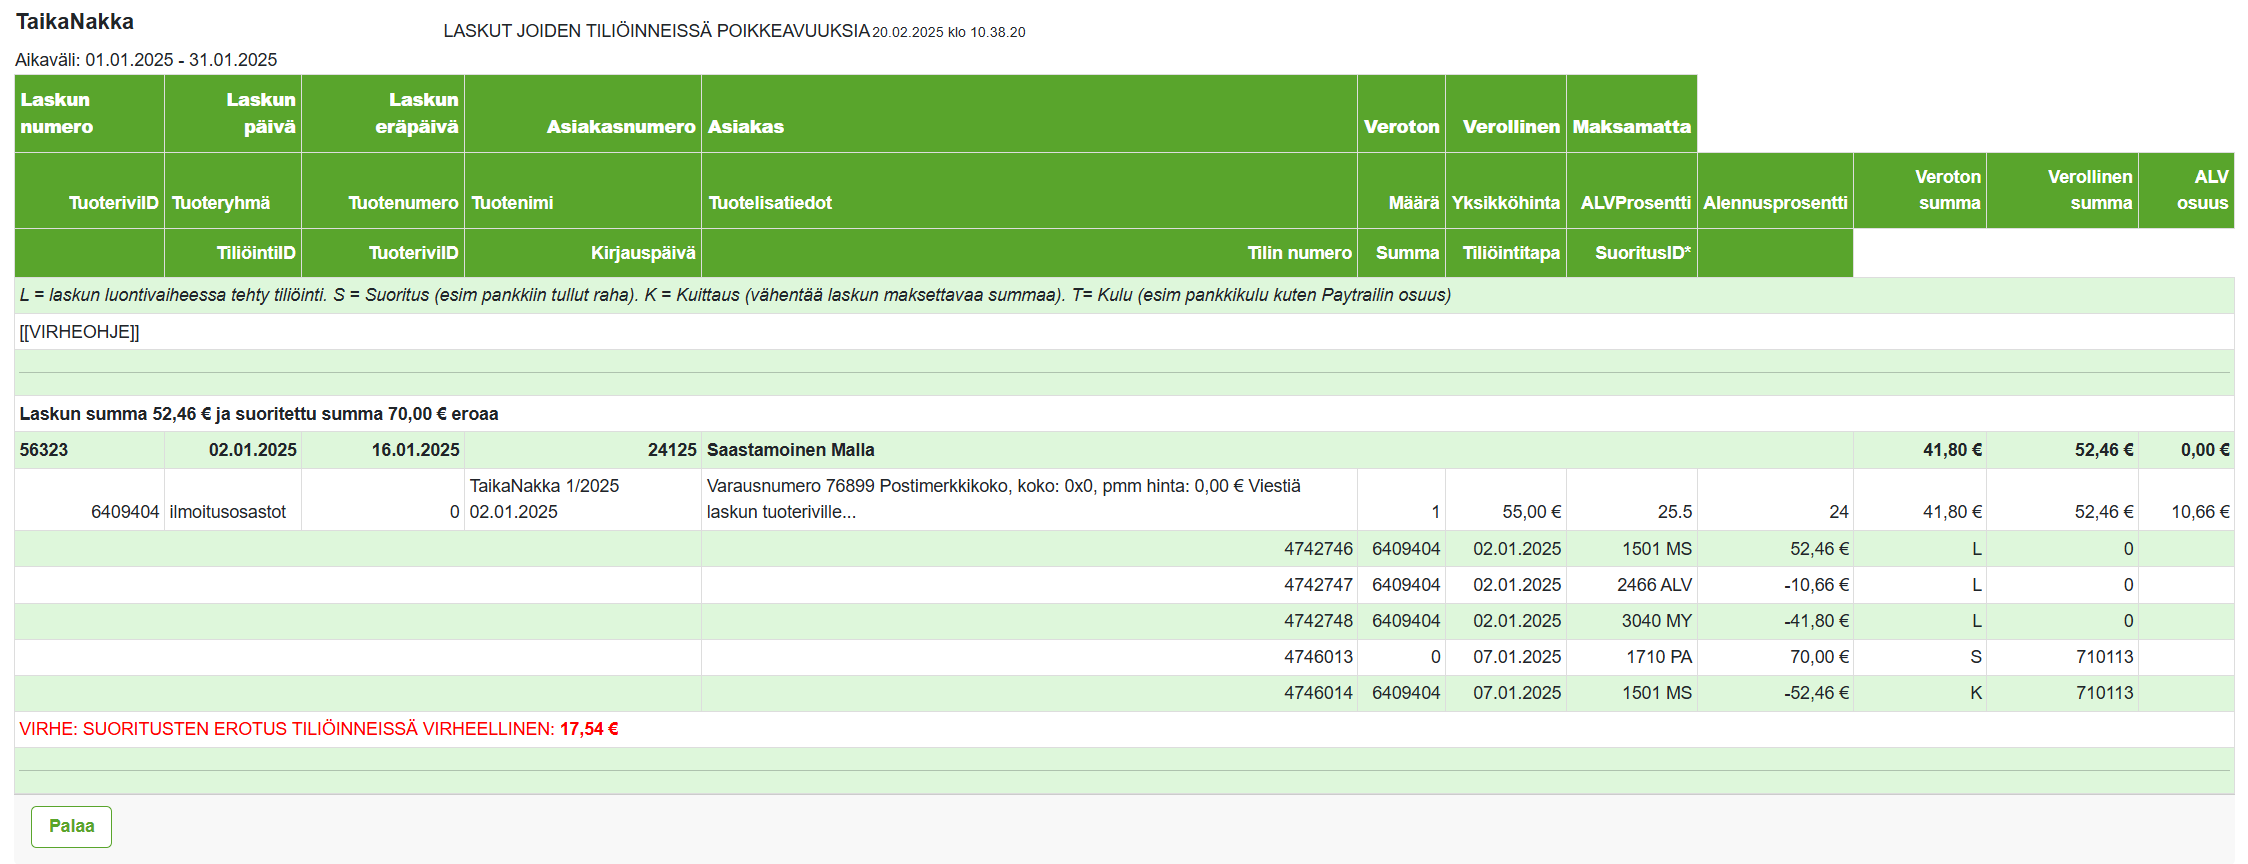 TaikaNakka
LASKUT JOIDEN TILIÖINNEISSÄ POIKKEAVUUKSIA 20.02.2025 klo 10.38.20
Aikaväli: 01.01.2025 - 31.01.2025
Laskun numero Laskun päivä Laskun eräpäivä Asiakasnumero Asiakas Veroton Verollinen Maksamatta
TuoteriviID Tuoteryhmä Tuotenumero Tuotenimi Tuotelisatiedot Määrä Yksikköhinta ALVProsentti Alennusprosentti Veroton summa Verollinen summa ALV osuus
TiliöintiID TuoteriviID Kirjauspäivä Tilin numero Summa Tiliöintitapa SuoritusID*
L = laskun luontivaiheessa tehty tiliöinti. S = Suoritus (esim pankkiin tullut raha). K = Kuittaus (vähentää laskun maksettavaa summaa). T= Kulu (esim pankkikulu kuten Paytrailin osuus)
[[VIRHEOHJE]]
Laskun summa 52,46 € ja suoritettu summa 70,00 € eroaa
56323 02.01.2025 16.01.2025 24125 Saastamoinen Malla 41,80 € 52,46 € 0,00 €
6409404 ilmoitusosastot 0 TaikaNakka 1/2025 02.01.2025 Varausnumero 76899 Postimerkkikoko, koko: 0x0, pmm hinta: 0,00 € Viestiä laskun tuoteriville... 1 55,00 € 25.5 24 41,80 € 52,46 € 10,66 €
4742746 6409404 02.01.2025 1501 MS 52,46 € L 0
4742747 6409404 02.01.2025 2466 ALV -10,66 € L 0
4742748 6409404 02.01.2025 3040 MY -41,80 € L 0
4746013 0 07.01.2025 1710 PA 70,00 € S 710113
4746014 6409404 07.01.2025 1501 MS -52,46 € K 710113
VIRHE: SUORITUSTEN EROTUS TILIÖINNEISSÄ VIRHEELLINEN: 17,54 €
Palaa